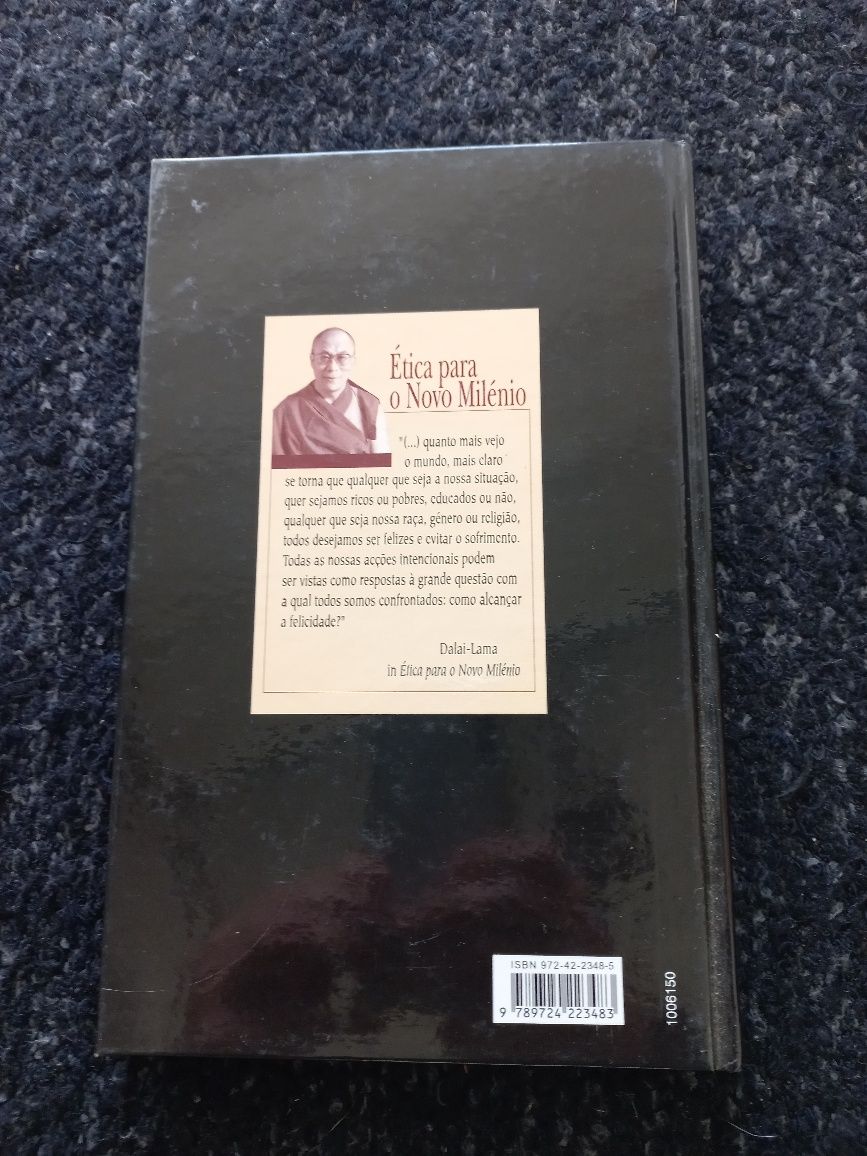 Ética para
o Novo Milénio
"(...) quanto mais vejo
o mundo, mais claro
se torna que qualquer que seja a nossa situação,
quer sejamos ricos ou pobres, educados ou não,
qualquer que seja nossa raça, género ou religião,
todos desejamos ser felizes e evitar o sofrimento.
Todas as nossas acções intencionais podem
ser vistas como respostas à grande questão com
a qual todos somos confrontados: como alcançar
a felicidade?"
Dalai-Lama
in Ética para o Novo Milénio
ISBN 972-42-2348-5
9 789724 223483
1006150